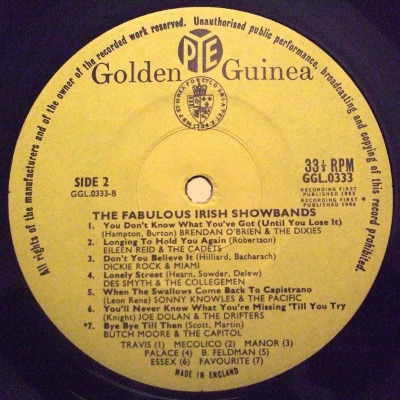 All rights of the manufacturers and of the owner of the recorded work reserved. Unauthorised public performance, broadcasting and copying of this record prohibited.
PYE
Golden Guinea
SIDE 2
GGL.0333-B
33⅓ RPM
GGL.0333
RECORDING FIRST
PUBLISHED 1963
RECORDING FIRST
PUBLISHED 1964
THE FABULOUS IRISH SHOWBANDS
1. You Don't Know What You've Got (Until You Lose It)
(Hampton, Burton) BRENDAN O'BRIEN & THE DIXIES
2. Longing To Hold You Again (Robertson)
EILEEN REID & THE CADETS
3. Don't You Believe It (Hilliard, Bacharach)
DICKIE ROCK & MIAMI
4. Lonely Street (Hearn, Sowder, Delew)
DES SMYTH & THE COLLEGEMEN
5. When The Swallows Come Back To Capistrano
(Leon Rene) SONNY KNOWLES & THE PACIFIC
6. You'll Never Know What You're Missing 'Till You Try
(Knight) JOE DOLAN & THE DRIFTERS
*7. Bye Bye Till Then (Scott, Martin)
BUTCH MOORE & THE CAPITOL
TRAVIS (1) MECOLICO (2) MANOR (3)
PALACE (4) B. FELDMAN (5)
ESSEX (6) FAVOURITE (7)
MADE IN ENGLAND